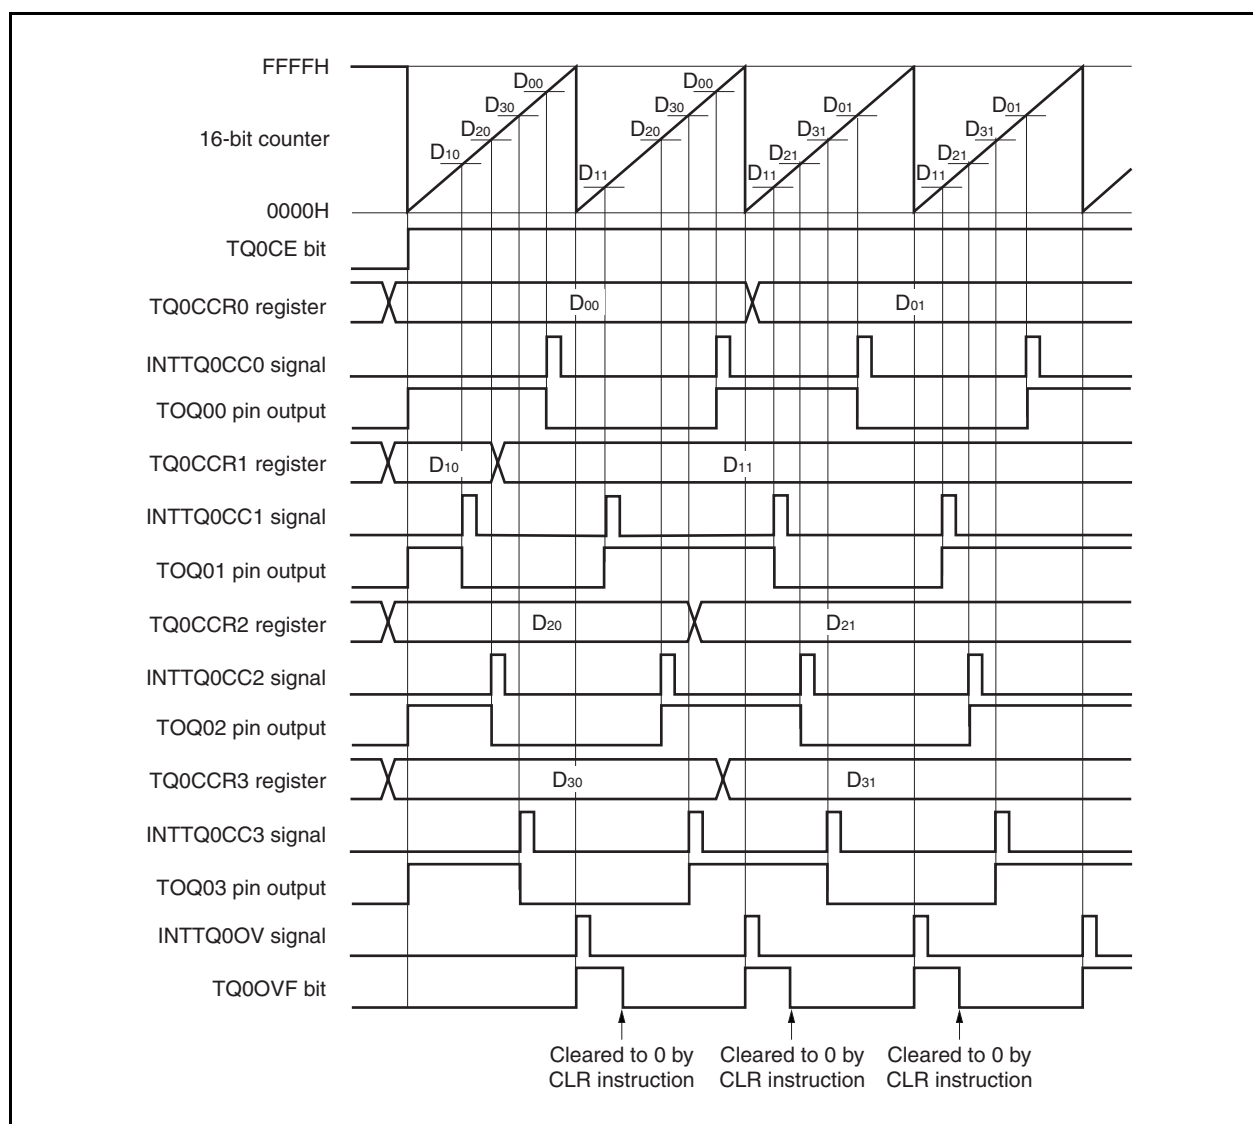 FFFFH
D00
D00
D30
D30
D01
D01
D20
D20
D31
D31
16-bit counter
D10
D21
D21
D11
D11
D11
0000H
TQ0CE bit
TQ0CCR0 register
D00
D01
INTTQ0CC0 signal
TOQ00 pin output
TQ0CCR1 register
D10
D11
INTTQ0CC1 signal
TOQ01 pin output
TQ0CCR2 register
D20
D21
INTTQ0CC2 signal
TOQ02 pin output
TQ0CCR3 register
D30
D31
INTTQ0CC3 signal
TOQ03 pin output
INTTQ0OV signal
TQ0OVF bit
Cleared to 0 by
CLR instruction
Cleared to 0 by
CLR instruction
Cleared to 0 by
CLR instruction